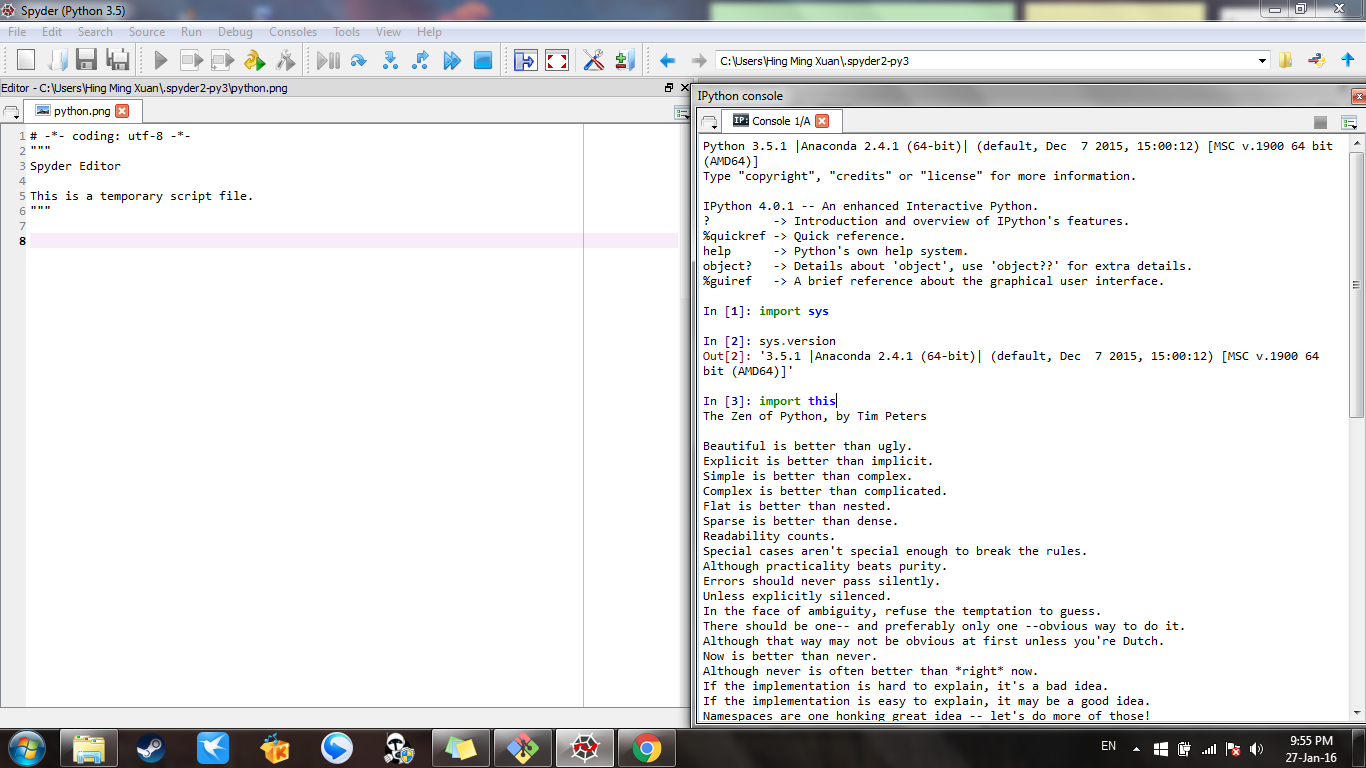 Spyder (Python 3.5)
File Edit Search Source Run Debug Consoles Tools View Help
C:\Users\Hing Ming Xuan\.spyder2-py3
Editor - C:\Users\Hing Ming Xuan\.spyder2-py3\python.png
python.png
1 # -*- coding: utf-8 -*-
2 """
3 Spyder Editor
4
5 This is a temporary script file.
6 """
7
8
IPython console
IP: Console 1/A
Python 3.5.1 |Anaconda 2.4.1 (64-bit)| (default, Dec  7 2015, 15:00:12) [MSC v.1900 64 bit
(AMD64)]
Type "copyright", "credits" or "license" for more information.
IPython 4.0.1 -- An enhanced Interactive Python.
?         -> Introduction and overview of IPython's features.
%quickref -> Quick reference.
help      -> Python's own help system.
object?   -> Details about 'object', use 'object??' for extra details.
%guiref   -> A brief reference about the graphical user interface.
In [1]: import sys
In [2]: sys.version
Out[2]: '3.5.1 |Anaconda 2.4.1 (64-bit)| (default, Dec  7 2015, 15:00:12) [MSC v.1900 64
bit (AMD64)]'
In [3]: import this
The Zen of Python, by Tim Peters
Beautiful is better than ugly.
Explicit is better than implicit.
Simple is better than complex.
Complex is better than complicated.
Flat is better than nested.
Sparse is better than dense.
Readability counts.
Special cases aren't special enough to break the rules.
Although practicality beats purity.
Errors should never pass silently.
Unless explicitly silenced.
In the face of ambiguity, refuse the temptation to guess.
There should be one-- and preferably only one --obvious way to do it.
Although that way may not be obvious at first unless you're Dutch.
Now is better than never.
Although never is often better than *right* now.
If the implementation is hard to explain, it's a bad idea.
If the implementation is easy to explain, it may be a good idea.
Namespaces are one honking great idea -- let's do more of those!
EN
9:55 PM
27-Jan-16